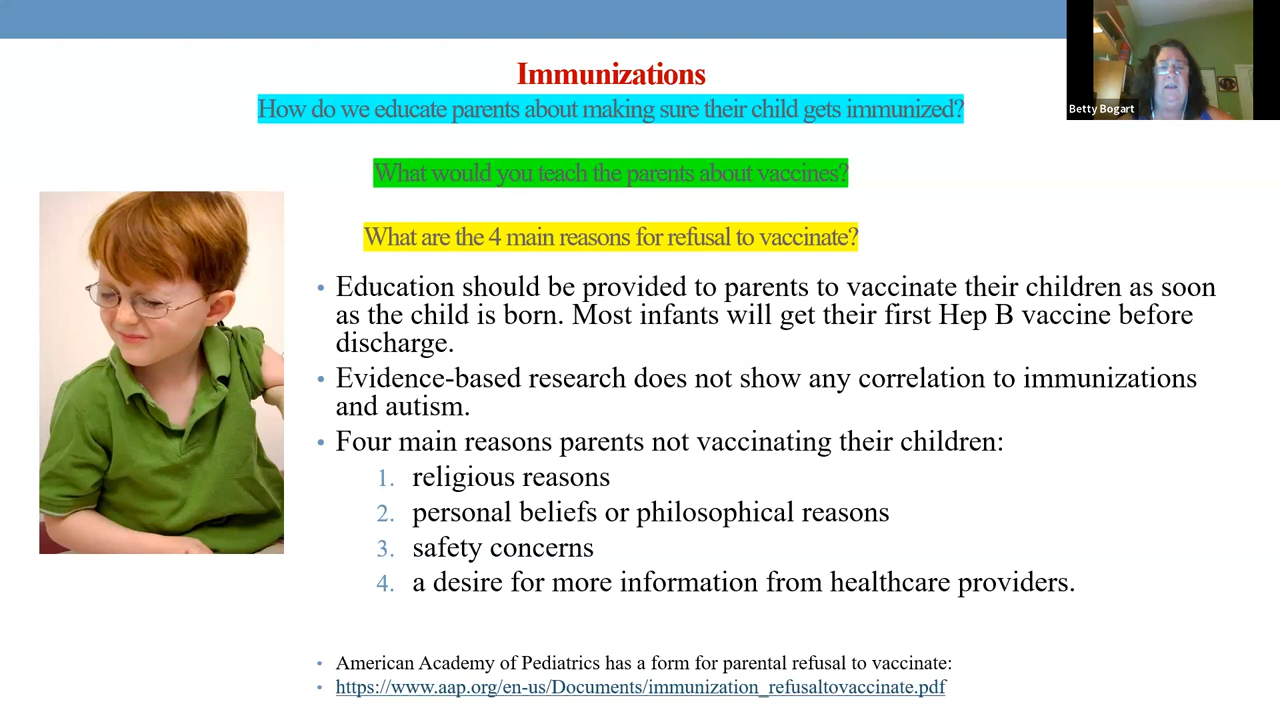 Immunizations
How do we educate parents about making sure their child gets immunized?
Betty Bogart
What would you teach the parents about vaccines?
What are the 4 main reasons for refusal to vaccinate?
• Education should be provided to parents to vaccinate their children as soon
as the child is born. Most infants will get their first Hep B vaccine before
discharge.
• Evidence-based research does not show any correlation to immunizations
and autism.
• Four main reasons parents not vaccinating their children:
1. religious reasons
2. personal beliefs or philosophical reasons
3. safety concerns
4. a desire for more information from healthcare providers.
• American Academy of Pediatrics has a form for parental refusal to vaccinate:
• https://www.aap.org/en-us/Documents/immunization_refusaltovaccinate.pdf